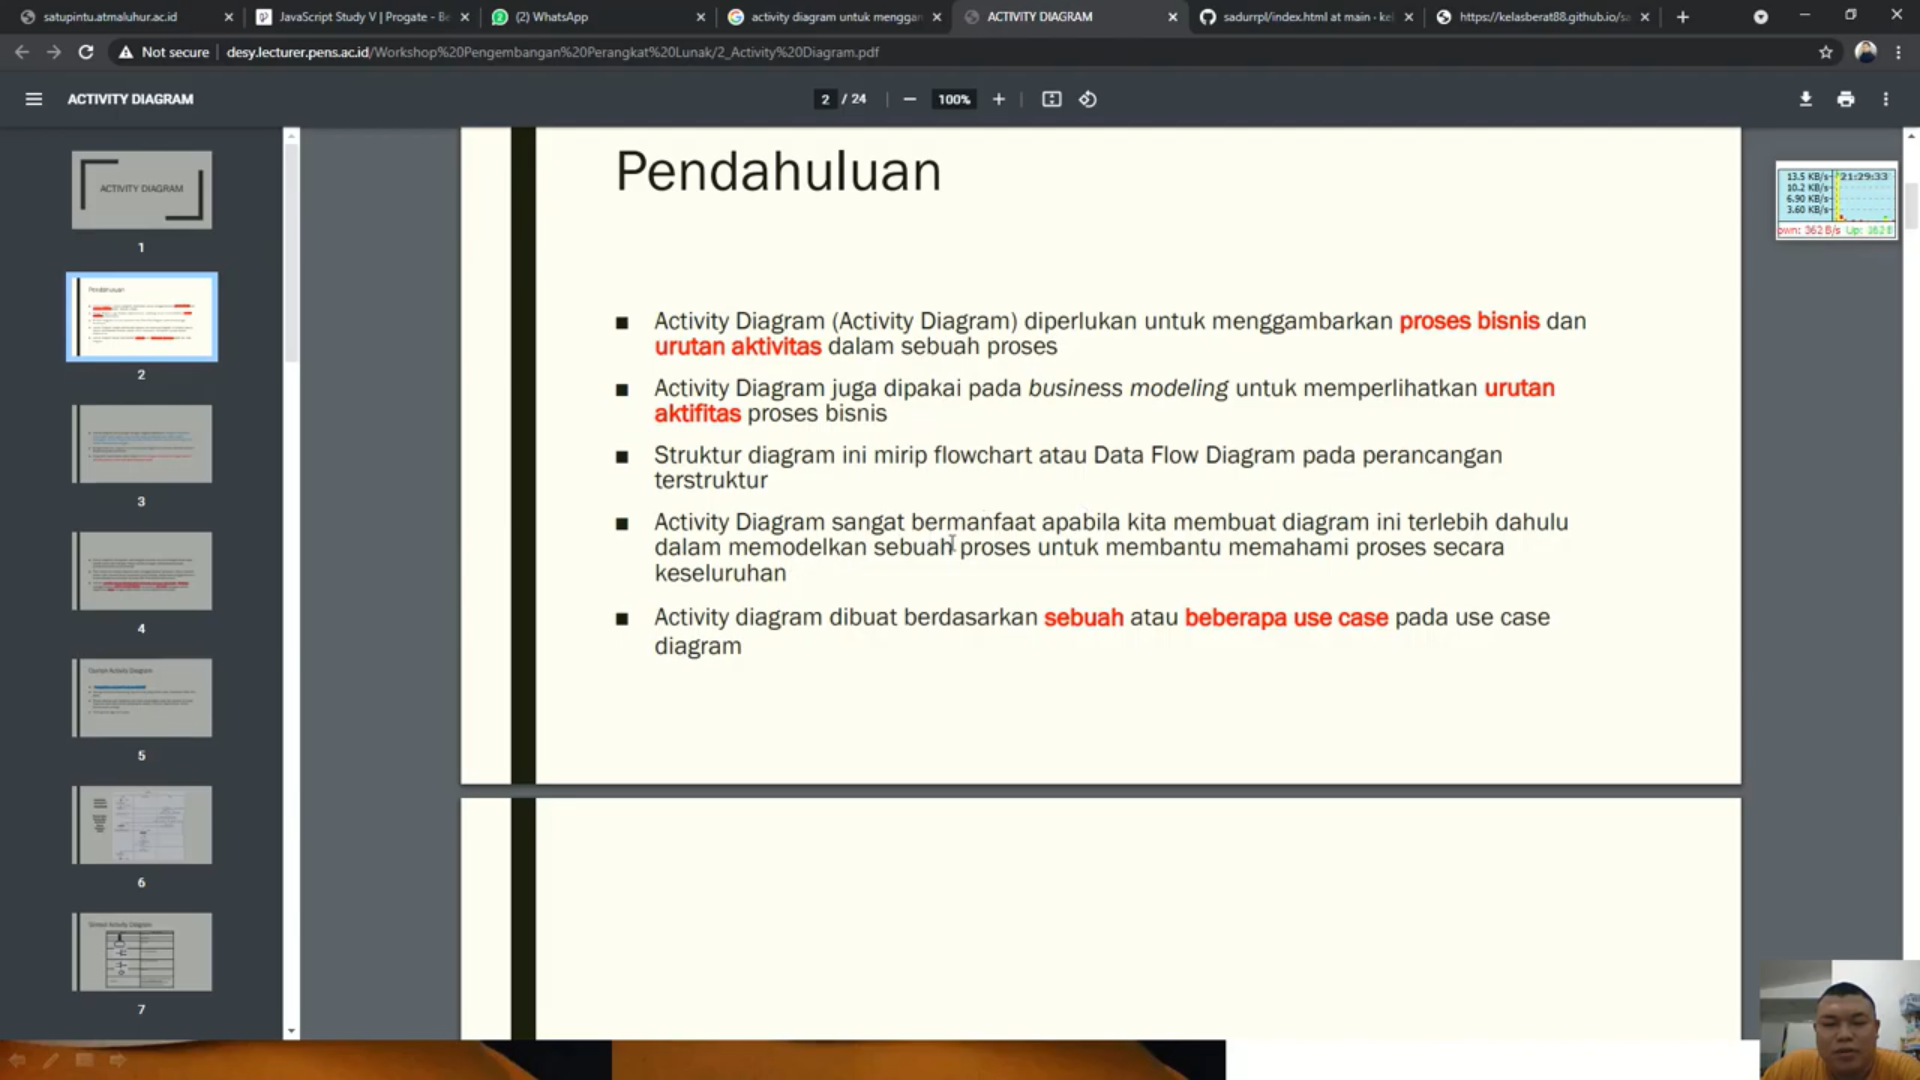 satupintu.atmaluhur.ac.id
JavaScript Study V | Progate - Be
(2) WhatsApp
activity diagram untuk menggar
ACTIVITY DIAGRAM
sadurrpl/index.html at main · kel
https://kelasberat88.github.io/sa
Not secure
desy.lecturer.pens.ac.id/Workshop%20Pengembangan%20Perangkat%20Lunak/2_Activity%20Diagram.pdf
ACTIVITY DIAGRAM
2 / 24
100%
ACTIVITY DIAGRAM
1
Pendahuluan
2
3
4
5
6
7
Pendahuluan
■ Activity Diagram (Activity Diagram) diperlukan untuk menggambarkan proses bisnis dan
urutan aktivitas dalam sebuah proses
■ Activity Diagram juga dipakai pada business modeling untuk memperlihatkan urutan
aktifitas proses bisnis
■ Struktur diagram ini mirip flowchart atau Data Flow Diagram pada perancangan
terstruktur
■ Activity Diagram sangat bermanfaat apabila kita membuat diagram ini terlebih dahulu
dalam memodelkan sebuah proses untuk membantu memahami proses secara
keseluruhan
■ Activity diagram dibuat berdasarkan sebuah atau beberapa use case pada use case
diagram
13.5 KB/s
21:29:33
10.2 KB/s
6.90 KB/s
3.60 KB/s
own: 362 B/s Up: 162 B